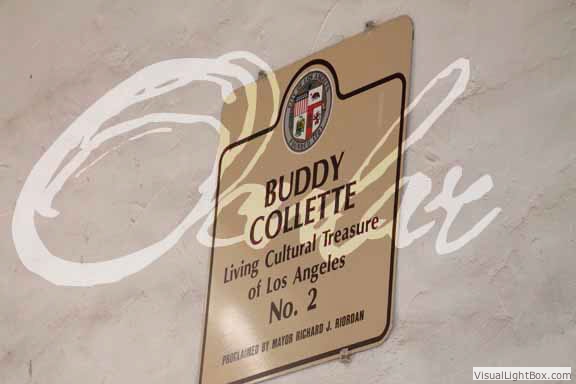 BUDDY
COLLETTE
Living Cultural Treasure
of Los Angeles
No. 2
PROCLAIMED BY MAYOR RICHARD J. RIORDAN
VisualLightBox.com